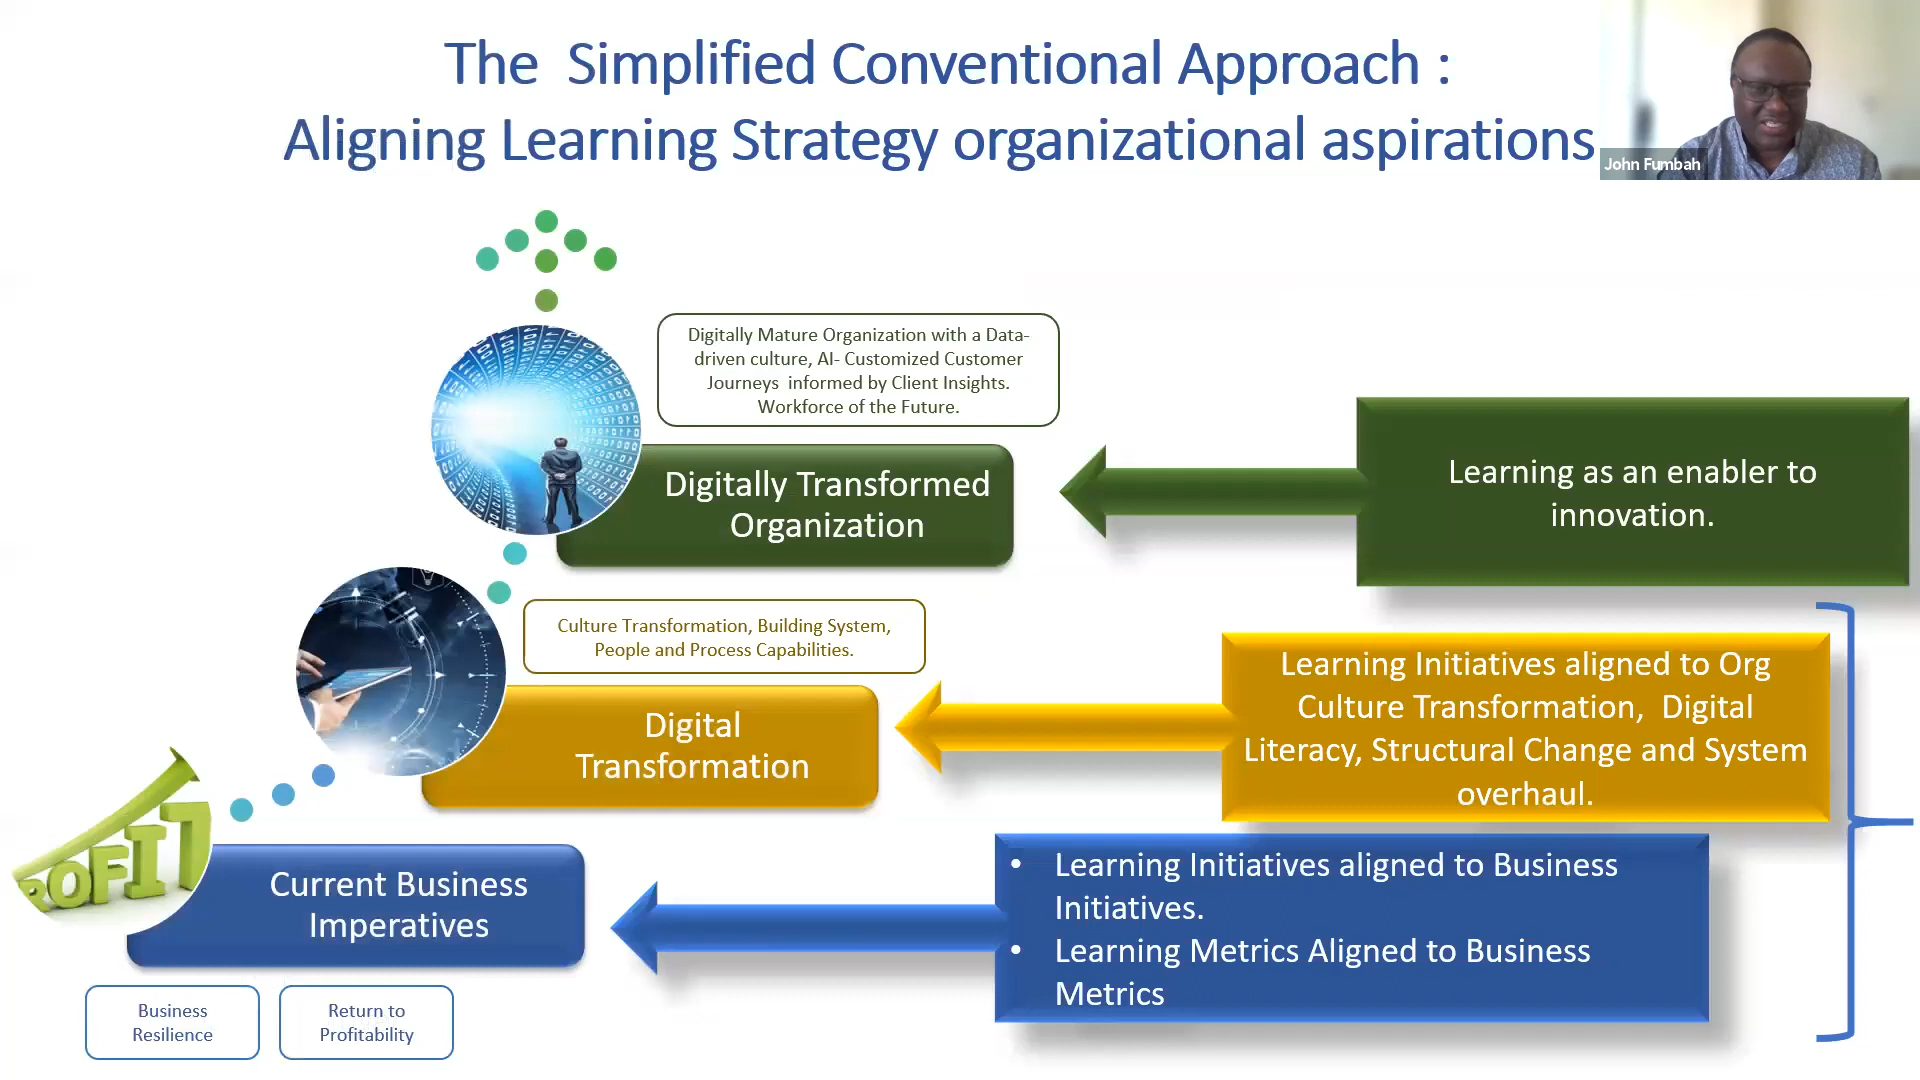 The Simplified Conventional Approach :
Aligning Learning Strategy organizational aspirations
John Fumbah
Digitally Mature Organization with a Data-
driven culture, AI- Customized Customer
Journeys informed by Client Insights.
Workforce of the Future.
Digitally Transformed
Organization
Learning as an enabler to
innovation.
Culture Transformation, Building System,
People and Process Capabilities.
Digital
Transformation
Learning Initiatives aligned to Org
Culture Transformation, Digital
Literacy, Structural Change and System
overhaul.
ROFIT
Current Business
Imperatives
• Learning Initiatives aligned to Business
Initiatives.
• Learning Metrics Aligned to Business
Metrics
Business
Resilience
Return to
Profitability